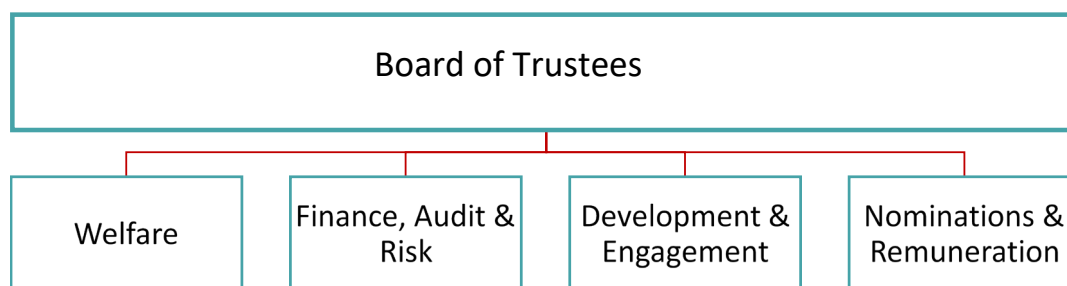 Board of Trustees
Welfare
Finance, Audit &
Risk
Development &
Engagement
Nominations &
Remuneration